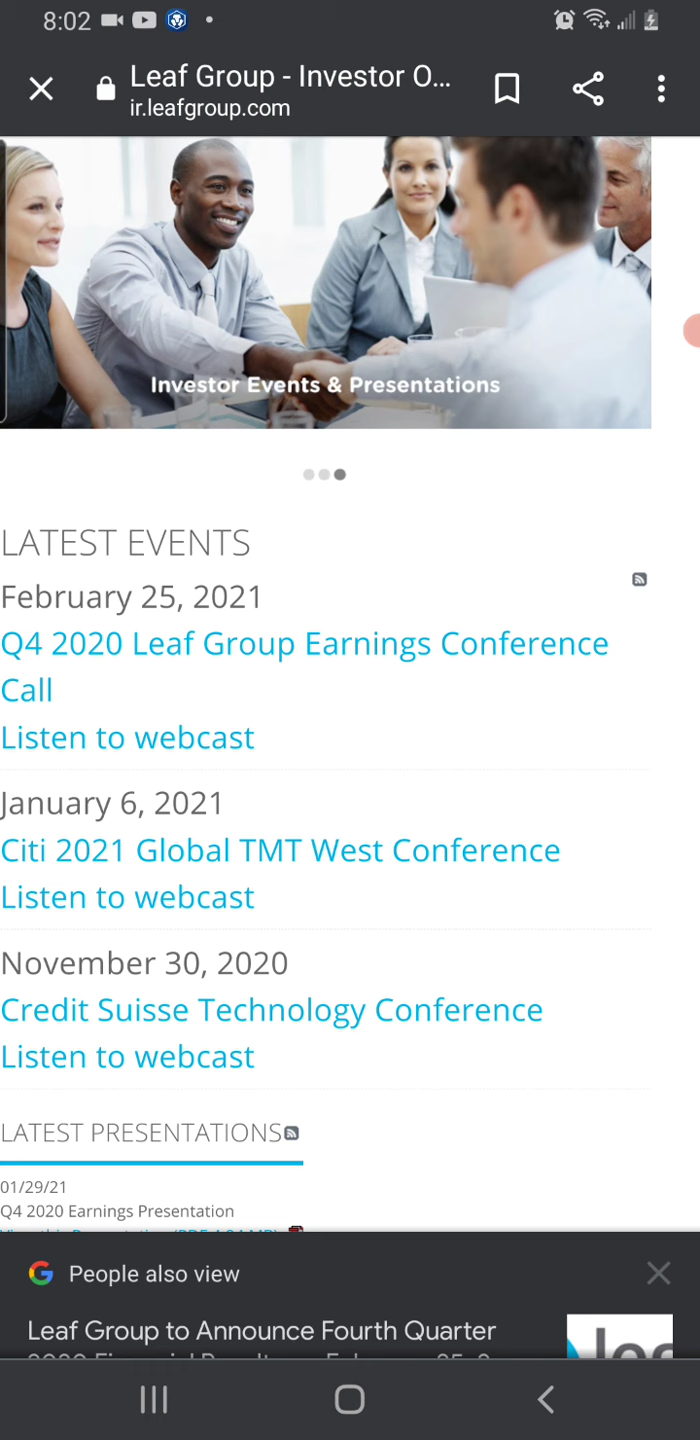 8:02
Leaf Group - Investor O...
ir.leafgroup.com
Investor Events & Presentations
LATEST EVENTS
February 25, 2021
Q4 2020 Leaf Group Earnings Conference
Call
Listen to webcast
January 6, 2021
Citi 2021 Global TMT West Conference
Listen to webcast
November 30, 2020
Credit Suisse Technology Conference
Listen to webcast
LATEST PRESENTATIONS
01/29/21
Q4 2020 Earnings Presentation
People also view
Leaf Group to Announce Fourth Quarter